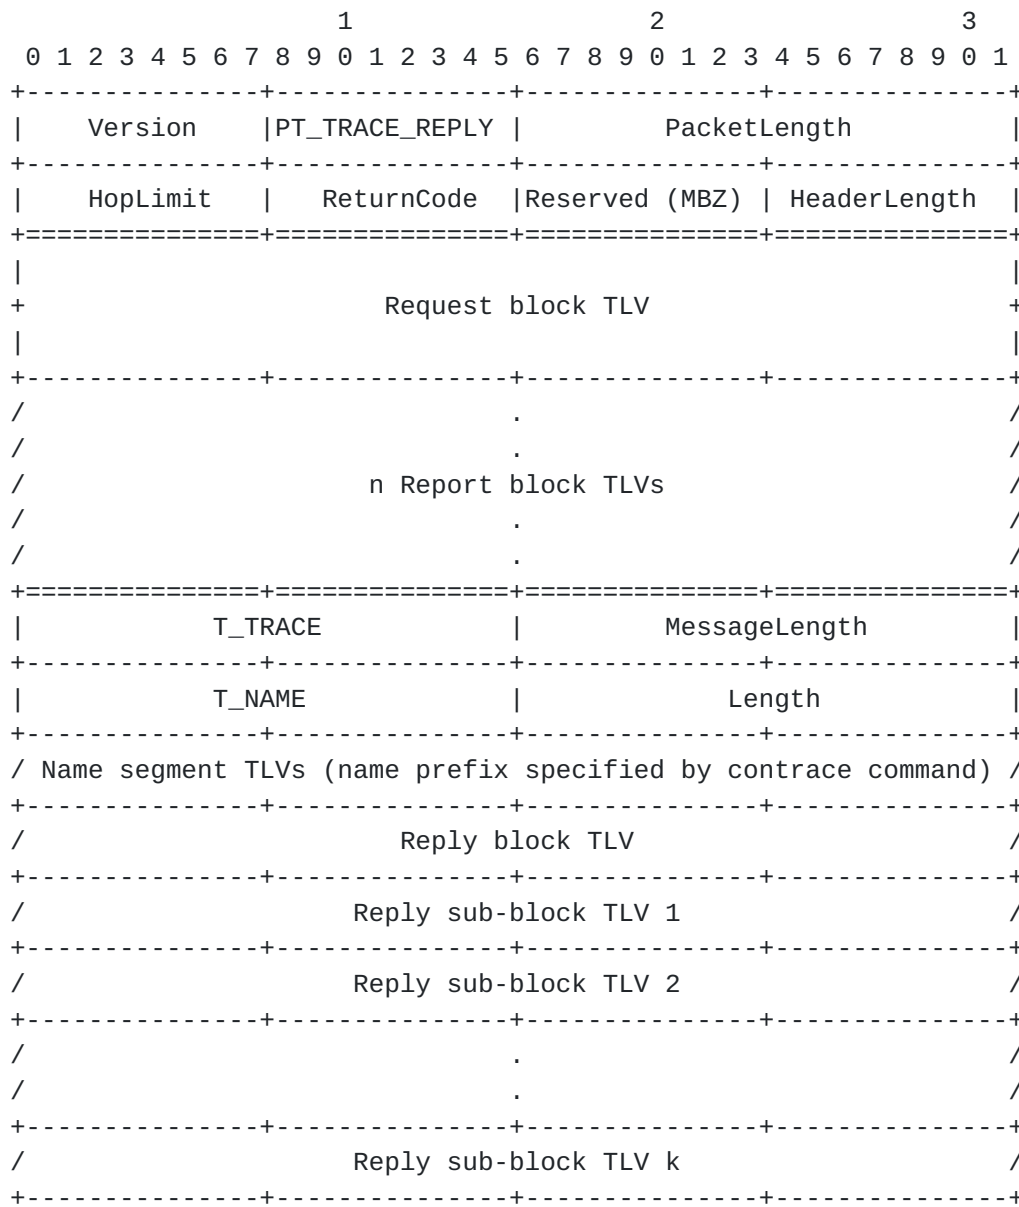 1                   2                   3
 0 1 2 3 4 5 6 7 8 9 0 1 2 3 4 5 6 7 8 9 0 1 2 3 4 5 6 7 8 9 0 1
+---------------+---------------+---------------+---------------+
|    Version    |PT_TRACE_REPLY |         PacketLength          |
+---------------+---------------+---------------+---------------+
|    HopLimit   |   ReturnCode  |Reserved (MBZ) | HeaderLength  |
+===============+===============+===============+===============+
|                                                               |
+                       Request block TLV                       +
|                                                               |
+---------------+---------------+---------------+---------------+
/                               .                               /
/                               .                               /
/                      n Report block TLVs                      /
/                               .                               /
/                               .                               /
+===============+===============+===============+===============+
|            T_TRACE            |         MessageLength         |
+---------------+---------------+---------------+---------------+
|            T_NAME             |             Length            |
+---------------+---------------+---------------+---------------+
/ Name segment TLVs (name prefix specified by contrace command) /
+---------------+---------------+---------------+---------------+
/                        Reply block TLV                        /
+---------------+---------------+---------------+---------------+
/                     Reply sub-block TLV 1                     /
+---------------+---------------+---------------+---------------+
/                     Reply sub-block TLV 2                     /
+---------------+---------------+---------------+---------------+
/                               .                               /
/                               .                               /
+---------------+---------------+---------------+---------------+
/                     Reply sub-block TLV k                     /
+---------------+---------------+---------------+---------------+